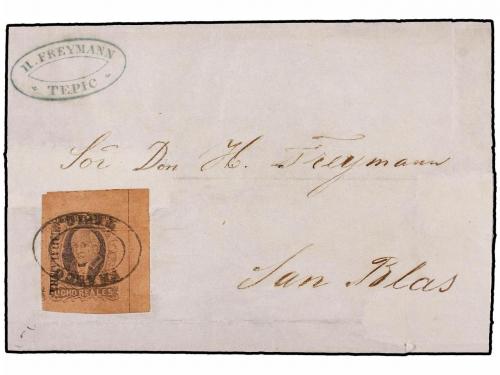 H. FREYMANN
TEPIC
Sor Don H. Freymann
San Blas
OCHO REALES